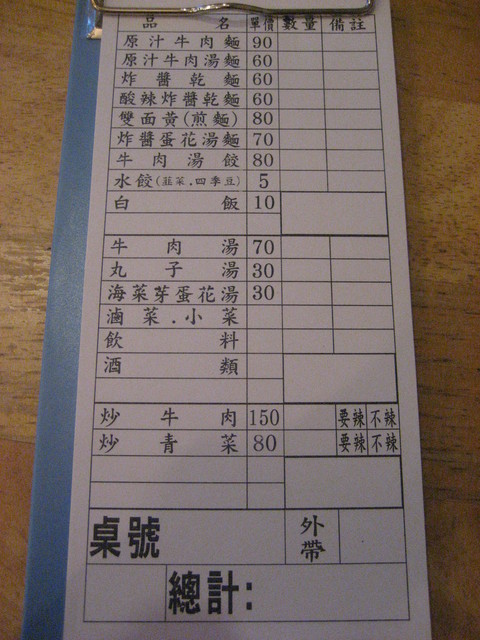 品名 單價 數量 備註
原汁牛肉麵 90
原汁牛肉湯麵 60
炸醬乾麵 60
酸辣炸醬乾麵 60
雙面黃(煎麵) 80
炸醬蛋花湯麵 70
牛肉湯餃 80
水餃(韮菜.四季豆) 5
白飯 10
牛肉湯 70
丸子湯 30
海菜芽蛋花湯 30
滷菜.小菜
飲料
酒類
炒牛肉 150 要辣 不辣
炒青菜 80 要辣 不辣
桌號 外帶
總計: